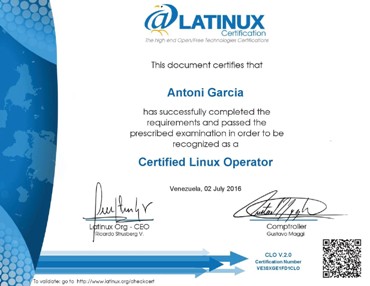 @LATINUX
Certification
The high end Open/Free Technologies Certifications
This document certifies that
Antoni Garcia
has successfully completed the
requirements and passed the
prescribed examination in order to be
recognized as a
Certified Linux Operator
Venezuela, 02 July 2016
Latinux Org - CEO
Ricardo Strusberg V.
Comptroller
Gustavo Maggi
CLO V.2.0
Certification Number
To validate: go to http://www.latinux.org/checkcert